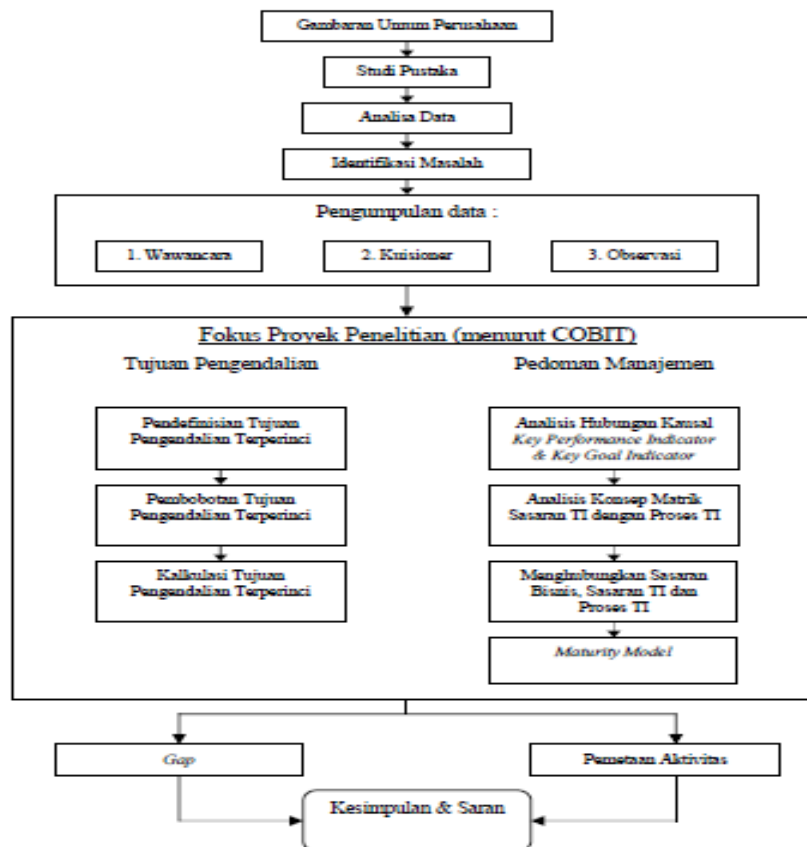 Gambaran Umum Perusahaan
Studi Pustaka
Analisa Data
Identifikasi Masalah
Pengumpulan data :
1. Wawancara
2. Kuisioner
3. Observasi
Fokus Proyek Penelitian (menurut COBIT)
Tujuan Pengendalian
Pendefinisian Tujuan
Pengendalian Terperinci
Pembobotan Tujuan
Pengendalian Terperinci
Kalkulasi Tujuan
Pengendalian Terperinci
Pedoman Manajemen
Analisis Hubungan Kausal
Key Performance Indicator
& Key Goal Indicator
Analisis Konsep Matrik
Sasaran TI dengan Proses TI
Menghubungkan Sasaran
Bisnis, Sasaran TI dan
Proses TI
Maturity Model
Gap
Pemetaan Aktivitas
Kesimpulan & Saran